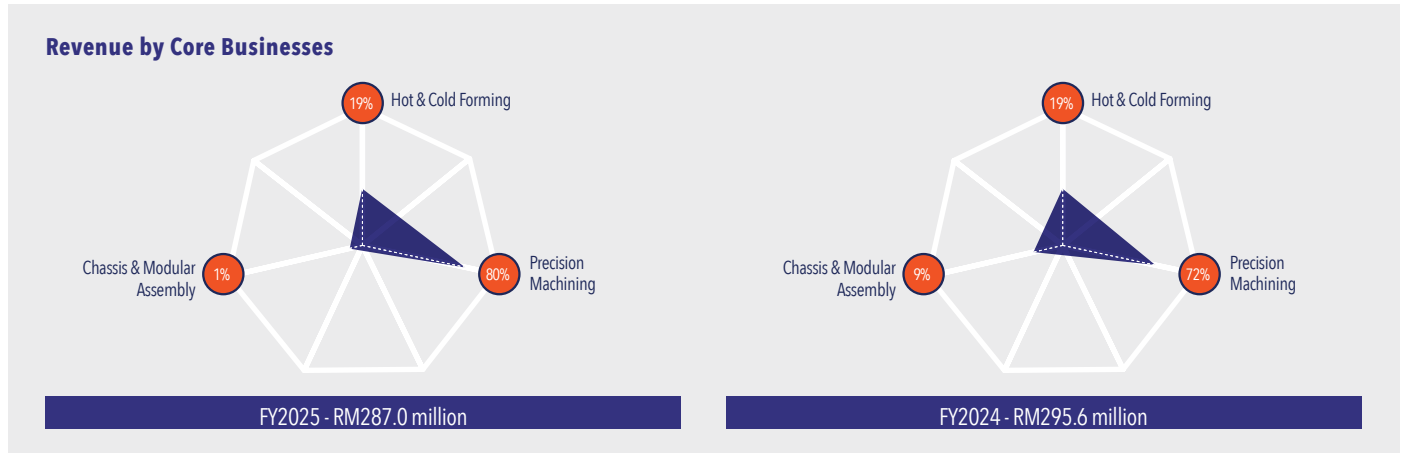 Revenue by Core Businesses
19%
Hot & Cold Forming
Chassis & Modular
Assembly
1%
80%
Precision
Machining
FY2025 - RM287.0 million
19%
Hot & Cold Forming
Chassis & Modular
Assembly
9%
72%
Precision
Machining
FY2024 - RM295.6 million